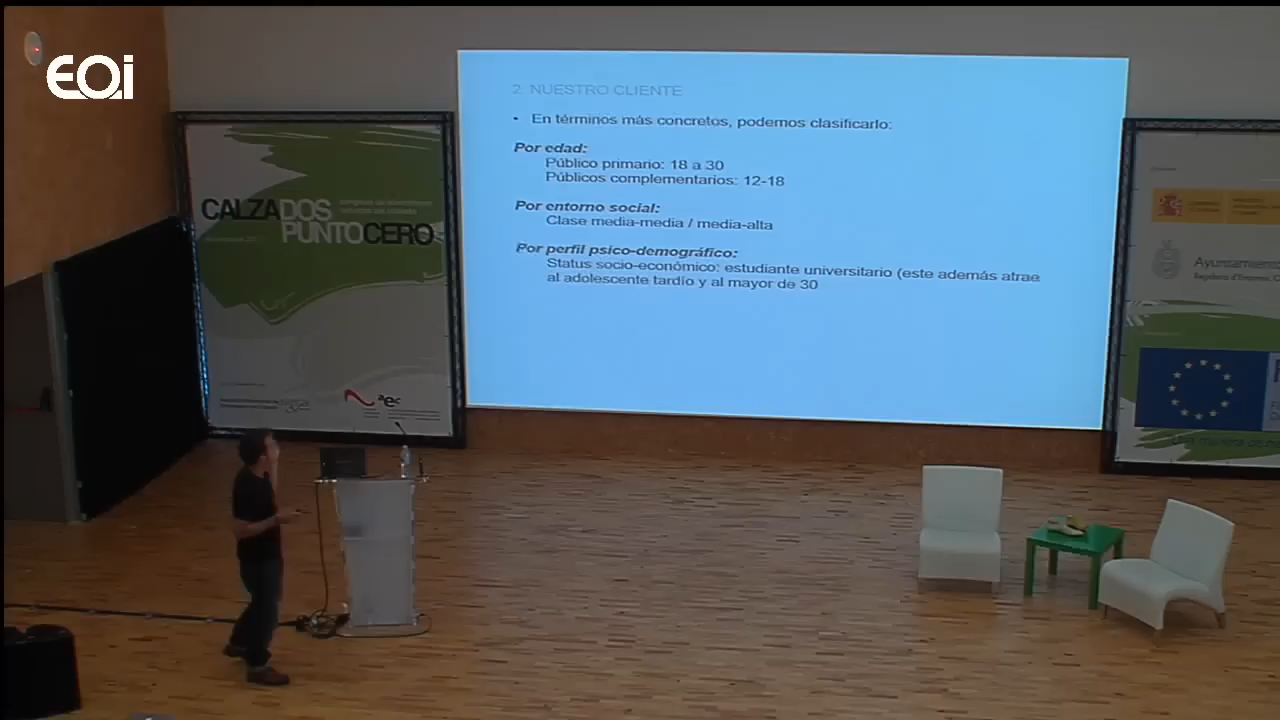 EOi
2. NUESTRO CLIENTE
• En términos más concretos, podemos clasificarlo:
Por edad:
Público primario: 18 a 30
Públicos complementarios: 12-18
Por entorno social:
Clase media-media / media-alta
Por perfil psico-demográfico:
Status socio-económico: estudiante universitario (este además atrae
al adolescente tardío y al mayor de 30
CALZADOS
PUNTOCERO
aec
Ayuntamiento